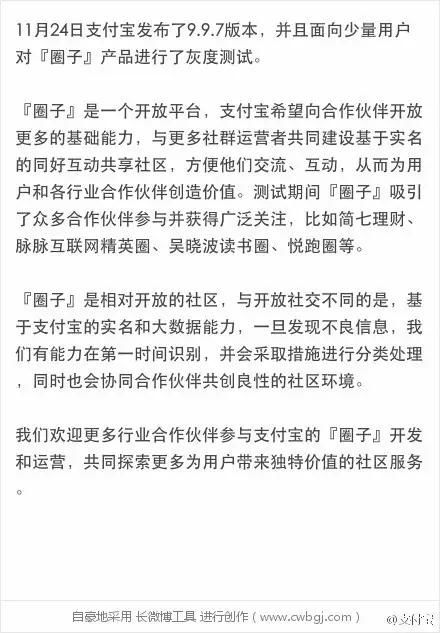 11月24日支付宝发布了9.9.7版本，并且面向少量用户
对『圈子』产品进行了灰度测试。
『圈子』是一个开放平台，支付宝希望向合作伙伴开放
更多的基础能力，与更多社群运营者共同建设基于实名
的同好互动共享社区，方便他们交流、互动，从而为用
户和各行业合作伙伴创造价值。测试期间『圈子』吸引
了众多合作伙伴参与并获得广泛关注，比如简七理财、
脉脉互联网精英圈、吴晓波读书圈、悦跑圈等。
『圈子』是相对开放的社区，与开放社交不同的是，基
于支付宝的实名和大数据能力，一旦发现不良信息，我
们有能力在第一时间识别，并会采取措施进行分类处理
，同时也会协同合作伙伴共创良性的社区环境。
我们欢迎更多行业合作伙伴参与支付宝的『圈子』开发
和运营，共同探索更多为用户带来独特价值的社区服务
。
自豪地采用 长微博工具 进行创作（www.cwbgj.com）
@支付宝